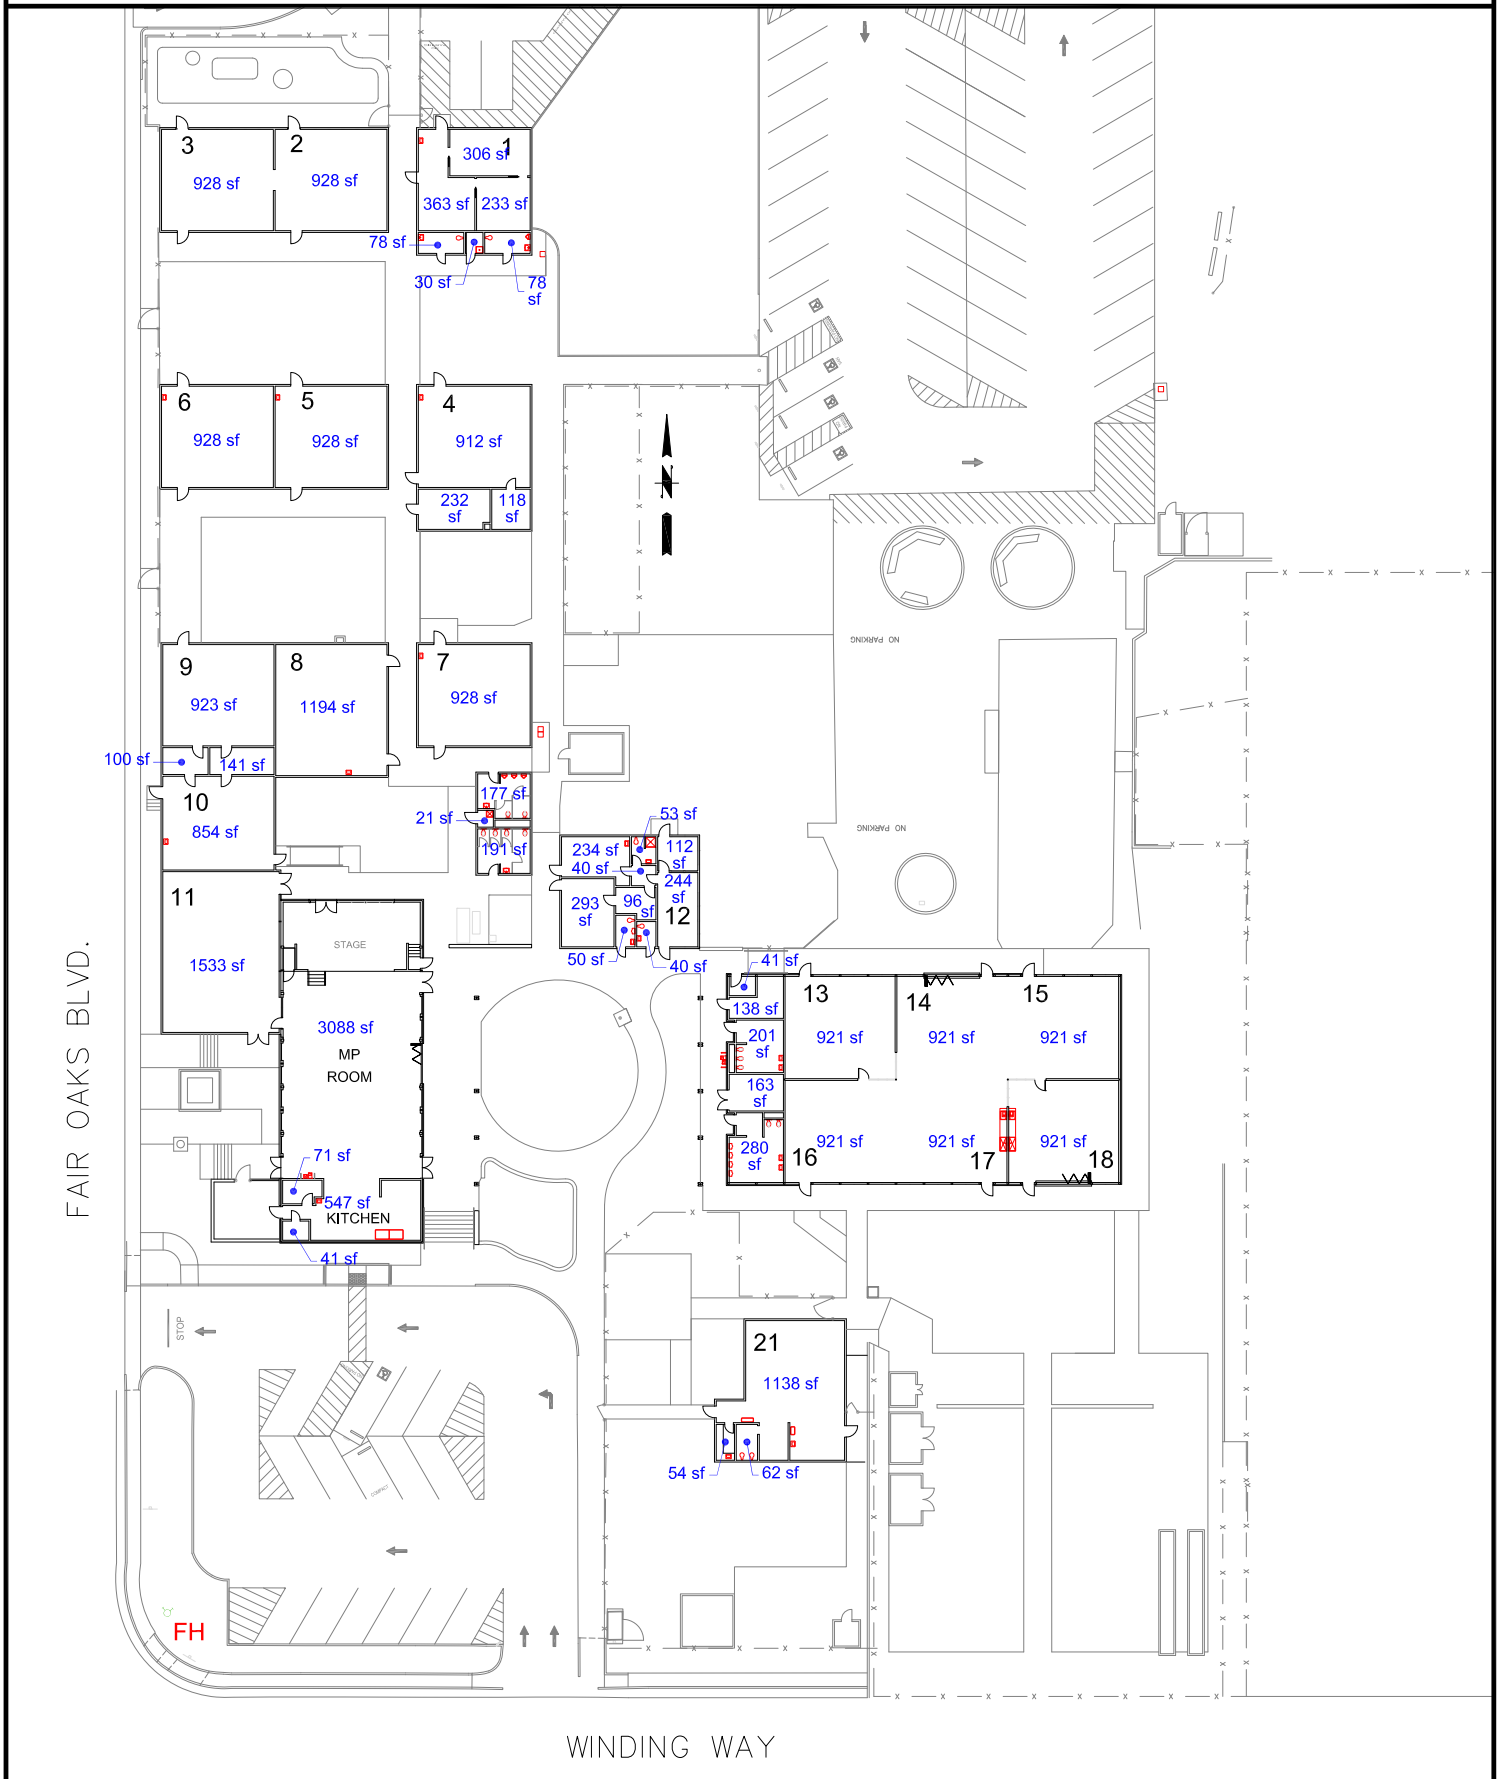 3
2
1
306 sf
928 sf
928 sf
363 sf
233 sf
78 sf
30 sf
78
sf
6
5
4
928 sf
928 sf
912 sf
232
sf
118
sf
N
NO PARKING
9
8
7
923 sf
1194 sf
928 sf
100 sf
141 sf
10
854 sf
177 sf
21 sf
191 sf
53 sf
234 sf
112
sf
40 sf
244
sf
293
sf
96
sf
12
50 sf
40 sf
NO PARKING
11
1533 sf
STAGE
3088 sf
MP
ROOM
71 sf
547 sf
KITCHEN
41 sf
41 sf
138 sf
201
sf
163
sf
280
sf
13
14
15
921 sf
921 sf
921 sf
921 sf
921 sf
921 sf
16
17
18
FAIR OAKS BLVD.
STOP
21
1138 sf
54 sf
62 sf
COMPACT
FH
WINDING WAY